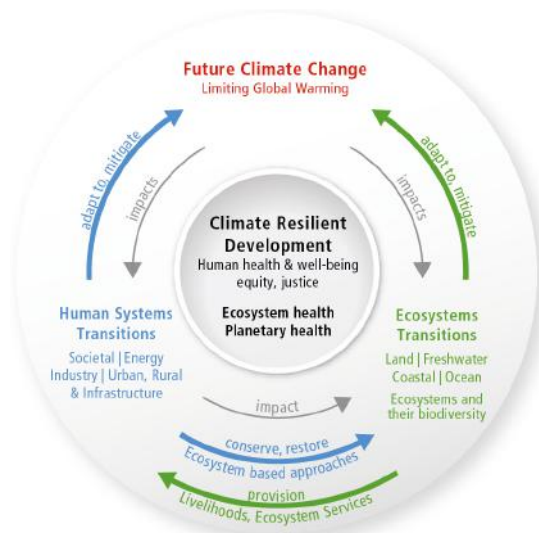 Future Climate Change
Limiting Global Warming
adapt to, mitigate
impacts
impacts
adapt to, mitigate
Climate Resilient
Development
Human health & well-being
equity, justice
Ecosystem health
Planetary health
Human Systems
Transitions
Societal | Energy
Industry | Urban, Rural
& Infrastructure
Ecosystems
Transitions
Land | Freshwater
Coastal | Ocean
Ecosystems and
their biodiversity
impact
conserve, restore
Ecosystem based approaches
provision
Livelihoods, Ecosystem Services